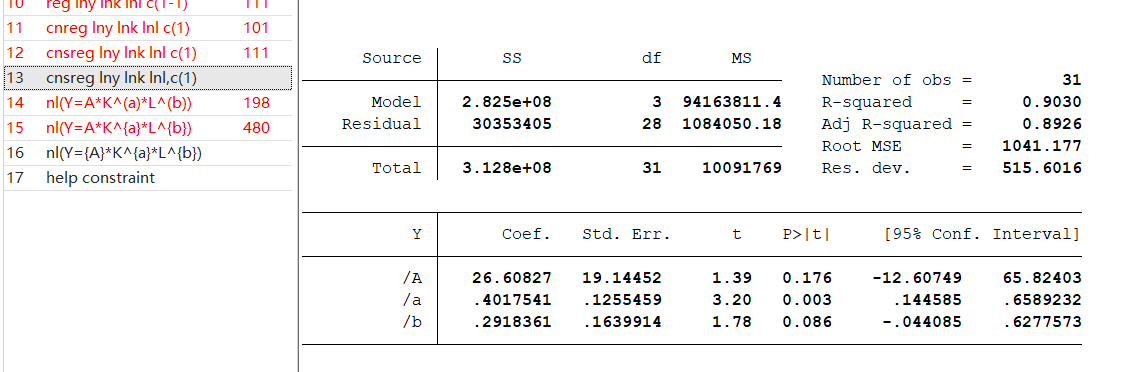 10 reg lny lnk lnl c(1-1) 111
11 cnreg lny lnk lnl c(1) 101
12 cnsreg lny lnk lnl c(1) 111
13 cnsreg lny lnk lnl,c(1)
14 nl(Y=A*K^(a)*L^(b)) 198
15 nl(Y=A*K^{a}*L^{b}) 480
16 nl(Y={A}*K^{a}*L^{b})
17 help constraint
Source SS df MS
Number of obs = 31
Model 2.825e+08 3 94163811.4 R-squared = 0.9030
Residual 30353405 28 1084050.18 Adj R-squared = 0.8926
Root MSE = 1041.177
Total 3.128e+08 31 10091769 Res. dev. = 515.6016
Y Coef. Std. Err. t P>|t| [95% Conf. Interval]
/A 26.60827 19.14452 1.39 0.176 -12.60749 65.82403
/a .4017541 .1255459 3.20 0.003 .144585 .6589232
/b .2918361 .1639914 1.78 0.086 -.044085 .6277573